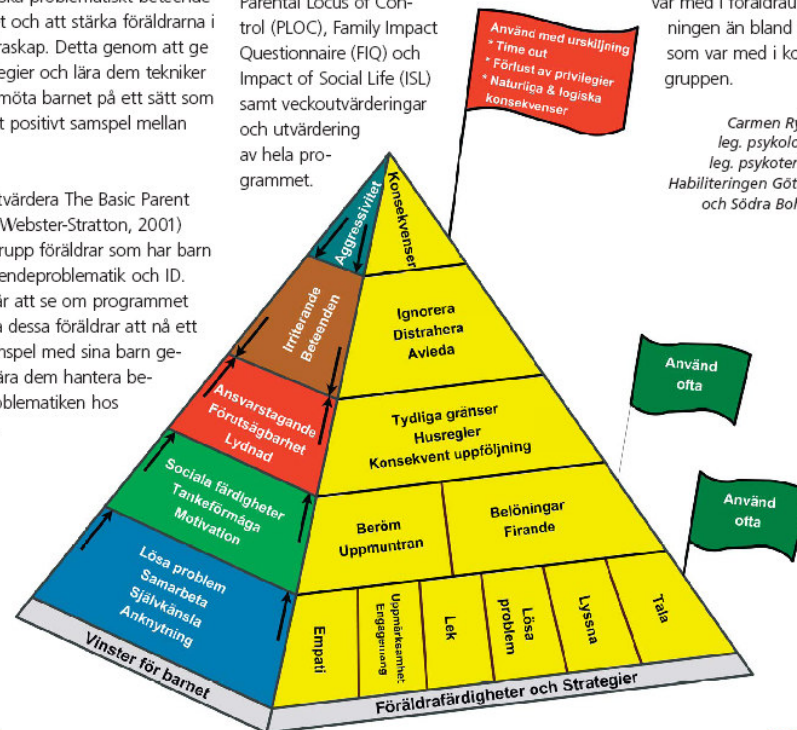 ska problematiskt beteende
t och att stärka föräldrarna i
raskap. Detta genom att ge
egier och lära dem tekniker
möta barnet på ett sätt som
t positivt samspel mellan
tvärdera The Basic Parent
Webster-Stratton, 2001)
rupp föräldrar som har barn
endeproblematik och ID.
är att se om programmet
a dessa föräldrar att nå ett
mspel med sina barn ge-
ära dem hantera be-
oblematiken hos
Parental Locus of Con-
trol (PLOC), Family Impact
Questionnaire (FIQ) och
Impact of Social Life (ISL)
samt veckoutvärderingar
och utvärdering
av hela pro-
grammet.
var med i föräldrau
ningen än bland
som var med i ko
gruppen.
Carmen Ry
leg. psykolo
leg. psykoter
Habiliteringen Göt
och Södra Boh
Använd med urskiljning
* Time out
* Förlust av privilegier
* Naturliga & logiska
konsekvenser
Aggressivitet
Konsekvenser
Irriterande
Beteenden
Ignorera
Distrahera
Avleda
Använd
ofta
Ansvarstagande
Förutsägbarhet
Lydnad
Tydliga gränser
Husregler
Konsekvent uppföljning
Använd
ofta
Sociala färdigheter
Tankeförmåga
Motivation
Beröm
Uppmuntran
Belöningar
Firande
Lösa problem
Samarbeta
Självkänsla
Anknytning
Empati
Uppmärksamhet
Engagemang
Lek
Lösa
problem
Lyssna
Tala
Vinster för barnet
Föräldrafärdigheter och Strategier